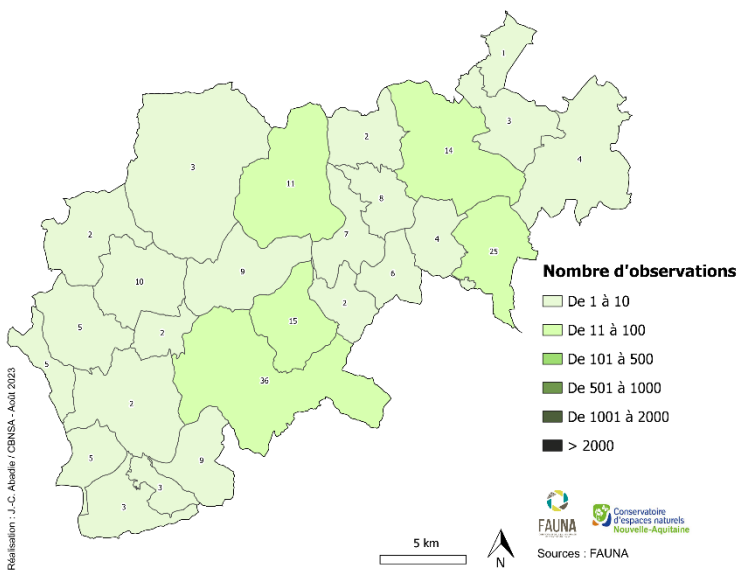 1
2
3
14
4
3
11
8
2
7
4
25
10
9
6
5
2
15
2
5
36
2
5
9
3
3
Nombre d'observations
De 1 à 10
De 11 à 100
De 101 à 500
De 501 à 1000
De 1001 à 2000
> 2000
Réalisation : J.-C. Abadie / CBNSA - Août 2023
5 km
N
FAUNA
Conservatoire
d'espaces naturels
Nouvelle-Aquitaine
Sources : FAUNA